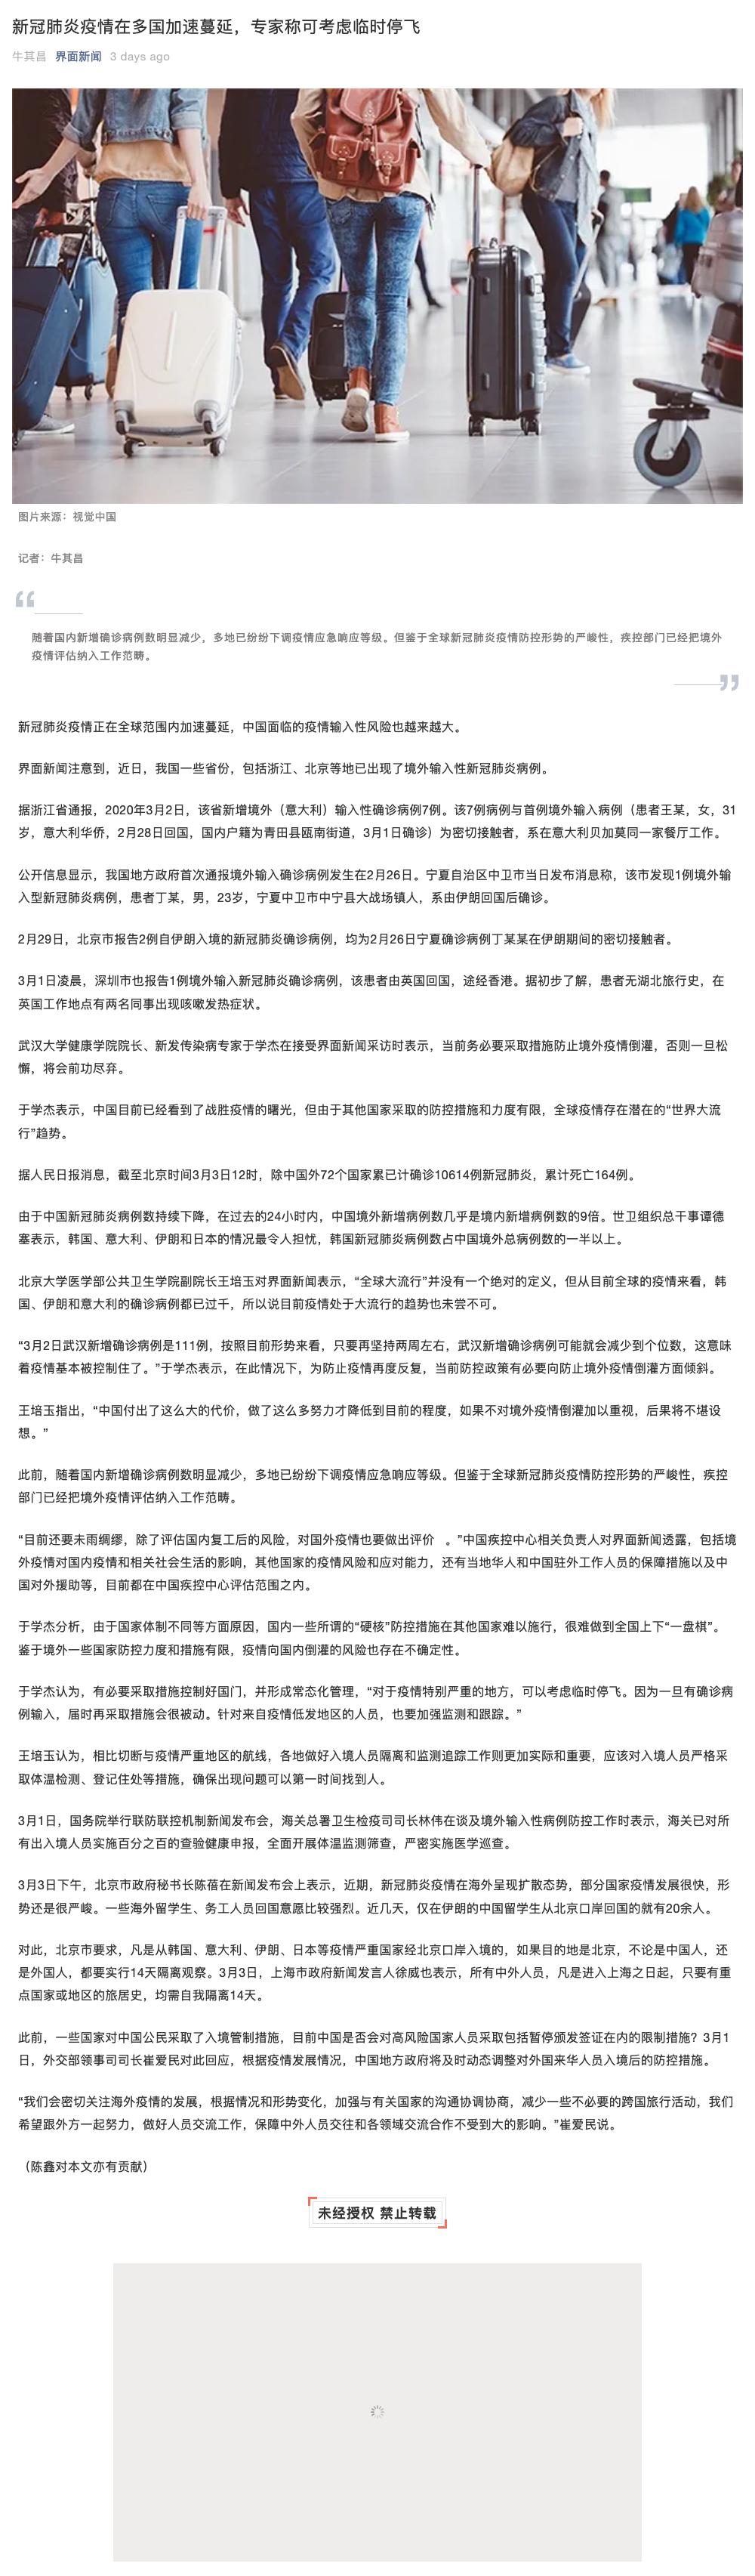 新冠肺炎疫情在多国加速蔓延，专家称可考虑临时停飞
牛其昌 界面新闻 3 days ago
图片来源：视觉中国
记者：牛其昌
“
随着国内新增确诊病例数明显减少，多地已纷纷下调疫情应急响应等级。但鉴于全球新冠肺炎疫情防控形势的严峻性，疾控部门已经把境外
疫情评估纳入工作范畴。
”
新冠肺炎疫情正在全球范围内加速蔓延，中国面临的疫情输入性风险也越来越大。
界面新闻注意到，近日，我国一些省份，包括浙江、北京等地已出现了境外输入性新冠肺炎病例。
据浙江省通报，2020年3月2日，该省新增境外（意大利）输入性确诊病例7例。该7例病例与首例境外输入病例（患者王某，女，31
岁，意大利华侨，2月28日回国，国内户籍为青田县瓯南街道，3月1日确诊）为密切接触者，系在意大利贝加莫同一家餐厅工作。
公开信息显示，我国地方政府首次通报境外输入确诊病例发生在2月26日。宁夏自治区中卫市当日发布消息称，该市发现1例境外输
入型新冠肺炎病例，患者丁某，男，23岁，宁夏中卫市中宁县大战场镇人，系由伊朗回国后确诊。
2月29日，北京市报告2例自伊朗入境的新冠肺炎确诊病例，均为2月26日宁夏确诊病例丁某某在伊朗期间的密切接触者。
3月1日凌晨，深圳市也报告1例境外输入新冠肺炎确诊病例，该患者由英国回国，途经香港。据初步了解，患者无湖北旅行史，在
英国工作地点有两名同事出现咳嗽发热症状。
武汉大学健康学院院长、新发传染病专家于学杰在接受界面新闻采访时表示，当前务必要采取措施防止境外疫情倒灌，否则一旦松
懈，将会前功尽弃。
于学杰表示，中国目前已经看到了战胜疫情的曙光，但由于其他国家采取的防控措施和力度有限，全球疫情存在潜在的“世界大流
行”趋势。
据人民日报消息，截至北京时间3月3日12时，除中国外72个国家累已计确诊10614例新冠肺炎，累计死亡164例。
由于中国新冠肺炎病例数持续下降，在过去的24小时内，中国境外新增病例数几乎是境内新增病例数的9倍。世卫组织总干事谭德
塞表示，韩国、意大利、伊朗和日本的情况最令人担忧，韩国新冠肺炎病例数占中国境外总病例数的一半以上。
北京大学医学部公共卫生学院副院长王培玉对界面新闻表示，“全球大流行”并没有一个绝对的定义，但从目前全球的疫情来看，韩
国、伊朗和意大利的确诊病例都已过千，所以说目前疫情处于大流行的趋势也未尝不可。
“3月2日武汉新增确诊病例是111例，按照目前形势来看，只要再坚持两周左右，武汉新增确诊病例可能就会减少到个位数，这意味
着疫情基本被控制住了。”于学杰表示，在此情况下，为防止疫情再度反复，当前防控政策有必要向防止境外疫情倒灌方面倾斜。
王培玉指出，“中国付出了这么大的代价，做了这么多努力才降低到目前的程度，如果不对境外疫情倒灌加以重视，后果将不堪设
想。”
此前，随着国内新增确诊病例数明显减少，多地已纷纷下调疫情应急响应等级。但鉴于全球新冠肺炎疫情防控形势的严峻性，疾控
部门已经把境外疫情评估纳入工作范畴。
“目前还要未雨绸缪，除了评估国内复工后的风险，对国外疫情也要做出评价 。”中国疾控中心相关负责人对界面新闻透露，包括境
外疫情对国内疫情和相关社会生活的影响，其他国家的疫情风险和应对能力，还有当地华人和中国驻外工作人员的保障措施以及中
国对外援助等，目前都在中国疾控中心评估范围之内。
于学杰分析，由于国家体制不同等方面原因，国内一些所谓的“硬核”防控措施在其他国家难以施行，很难做到全国上下“一盘棋”。
鉴于境外一些国家防控力度和措施有限，疫情向国内倒灌的风险也存在不确定性。
于学杰认为，有必要采取措施控制好国门，并形成常态化管理，“对于疫情特别严重的地方，可以考虑临时停飞。因为一旦有确诊病
例输入，届时再采取措施会很被动。针对来自疫情低发地区的人员，也要加强监测和跟踪。”
王培玉认为，相比切断与疫情严重地区的航线，各地做好入境人员隔离和监测追踪工作则更加实际和重要，应该对入境人员严格采
取体温检测、登记住处等措施，确保出现问题可以第一时间找到人。
3月1日，国务院举行联防联控机制新闻发布会，海关总署卫生检疫司司长林伟在谈及境外输入性病例防控工作时表示，海关已对所
有出入境人员实施百分之百的查验健康申报，全面开展体温监测筛查，严密实施医学巡查。
3月3日下午，北京市政府秘书长陈蓓在新闻发布会上表示，近期，新冠肺炎疫情在海外呈现扩散态势，部分国家疫情发展很快，形
势还是很严峻。一些海外留学生、务工人员回国意愿比较强烈。近几天，仅在伊朗的中国留学生从北京口岸回国的就有20余人。
对此，北京市要求，凡是从韩国、意大利、伊朗、日本等疫情严重国家经北京口岸入境的，如果目的地是北京，不论是中国人，还
是外国人，都要实行14天隔离观察。3月3日，上海市政府新闻发言人徐威也表示，所有中外人员，凡是进入上海之日起，只要有重
点国家或地区的旅居史，均需自我隔离14天。
此前，一些国家对中国公民采取了入境管制措施，目前中国是否会对高风险国家人员采取包括暂停颁发签证在内的限制措施？3月1
日，外交部领事司司长崔爱民对此回应，根据疫情发展情况，中国地方政府将及时动态调整对外国来华人员入境后的防控措施。
“我们会密切关注海外疫情的发展，根据情况和形势变化，加强与有关国家的沟通协调协商，减少一些不必要的跨国旅行活动，我们
希望跟外方一起努力，做好人员交流工作，保障中外人员交往和各领域交流合作不受到大的影响。”崔爱民说。
（陈鑫对本文亦有贡献）
未经授权 禁止转载